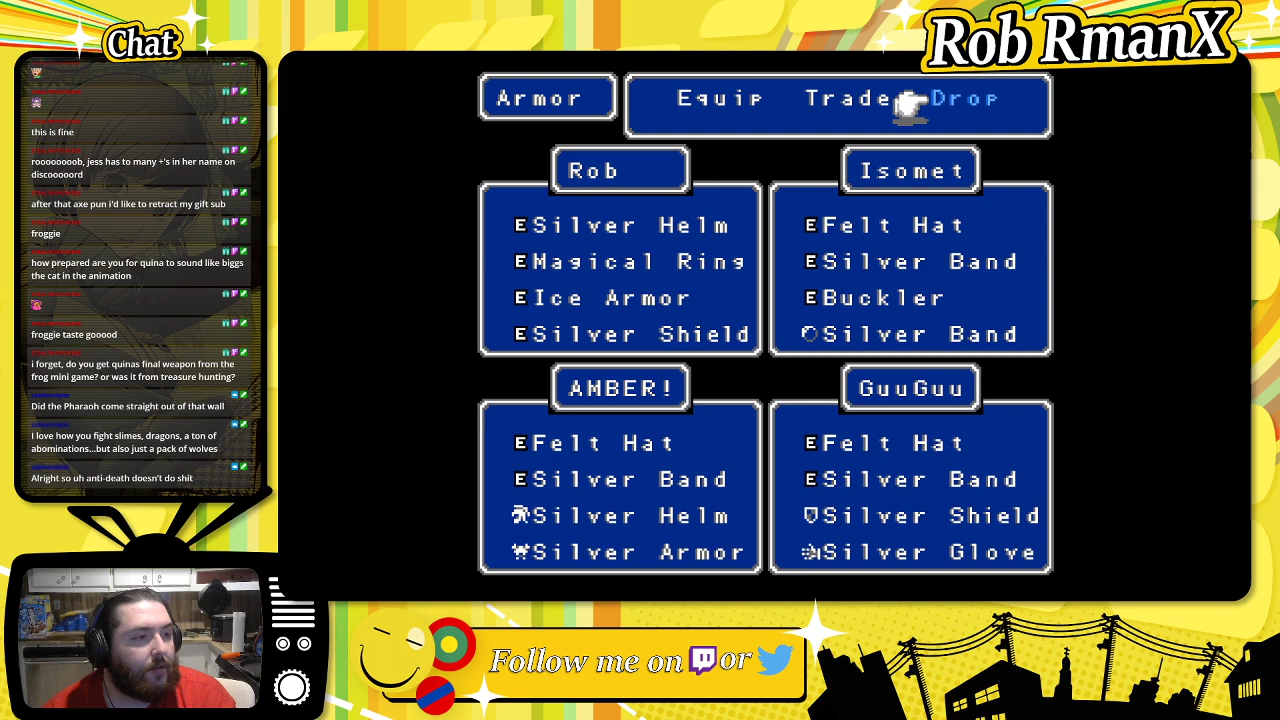 Chat
this is fine
roooooooob, jess has to many +'s in her name on
discooooord
after that axe pun i'd like to retract my gift sub
froggie
how prepared are you for quina to sound like biggs
the cat in the animation
froggie taste gooood
i forget, do you get quinas final weapon from the
frog mini game? or was it from treasure hunting?
Did the Pharaoh come straight out of that wall
I love how you fight slimes, dragons, a ton of
abominations...but also just a pack of wolves
Alright so uh anti-death doesn't do shit
Rob RmanX
Armor
Equip Trade Drop
Rob
ESilver Helm
EMagical Ring
Ice Armor
ESilver Shield
Isomet
EFelt Hat
ESilver Band
EBuckler
Silver Band
AMBER!
Felt Hat
Silver Band
Silver Helm
Silver Armor
EFelt Hat
ESilver Band
Silver Shield
Silver Glove
Follow me on or